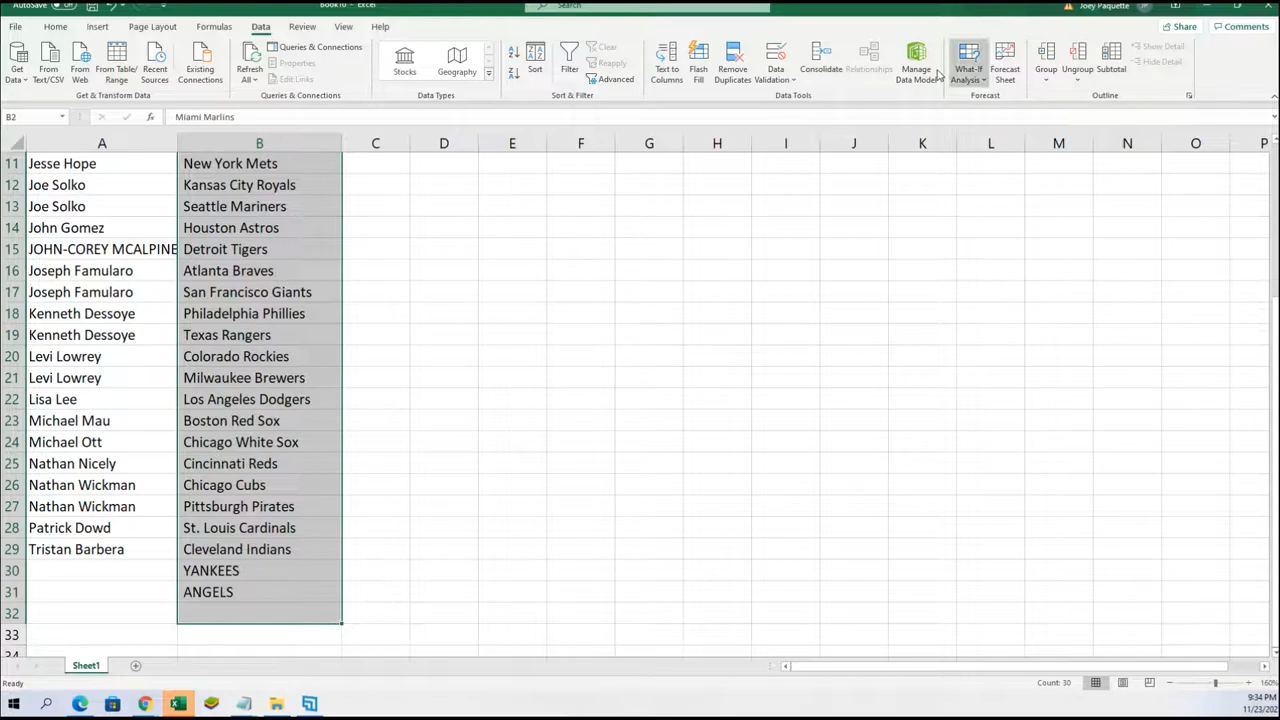 AutoSave Off Book10 - Excel Search Joey Paquette JP
File Home Insert Page Layout Formulas Data Review View Help Share Comments
Get Data From Text/CSV From Web From Table/Range Recent Sources Existing Connections
Get & Transform Data
Refresh All Queries & Connections Properties Edit Links
Queries & Connections
Stocks Geography
Data Types
Sort Filter Clear Reapply Advanced
Sort & Filter
Text to Columns Flash Fill Remove Duplicates Data Validation Consolidate Relationships Manage Data Model
Data Tools
What-If Analysis Forecast Sheet
Forecast
Group Ungroup Subtotal Show Detail Hide Detail
Outline
B2 fx Miami Marlins
A B C D E F G H I J K L M N O P
11 Jesse Hope New York Mets
12 Joe Solko Kansas City Royals
13 Joe Solko Seattle Mariners
14 John Gomez Houston Astros
15 JOHN-COREY MCALPINE Detroit Tigers
16 Joseph Famularo Atlanta Braves
17 Joseph Famularo San Francisco Giants
18 Kenneth Dessoye Philadelphia Phillies
19 Kenneth Dessoye Texas Rangers
20 Levi Lowrey Colorado Rockies
21 Levi Lowrey Milwaukee Brewers
22 Lisa Lee Los Angeles Dodgers
23 Michael Mau Boston Red Sox
24 Michael Ott Chicago White Sox
25 Nathan Nicely Cincinnati Reds
26 Nathan Wickman Chicago Cubs
27 Nathan Wickman Pittsburgh Pirates
28 Patrick Dowd St. Louis Cardinals
29 Tristan Barbera Cleveland Indians
30 YANKEES
31 ANGELS
32
33
34
Sheet1
Ready Count: 30 160%
9:34 PM
11/23/202